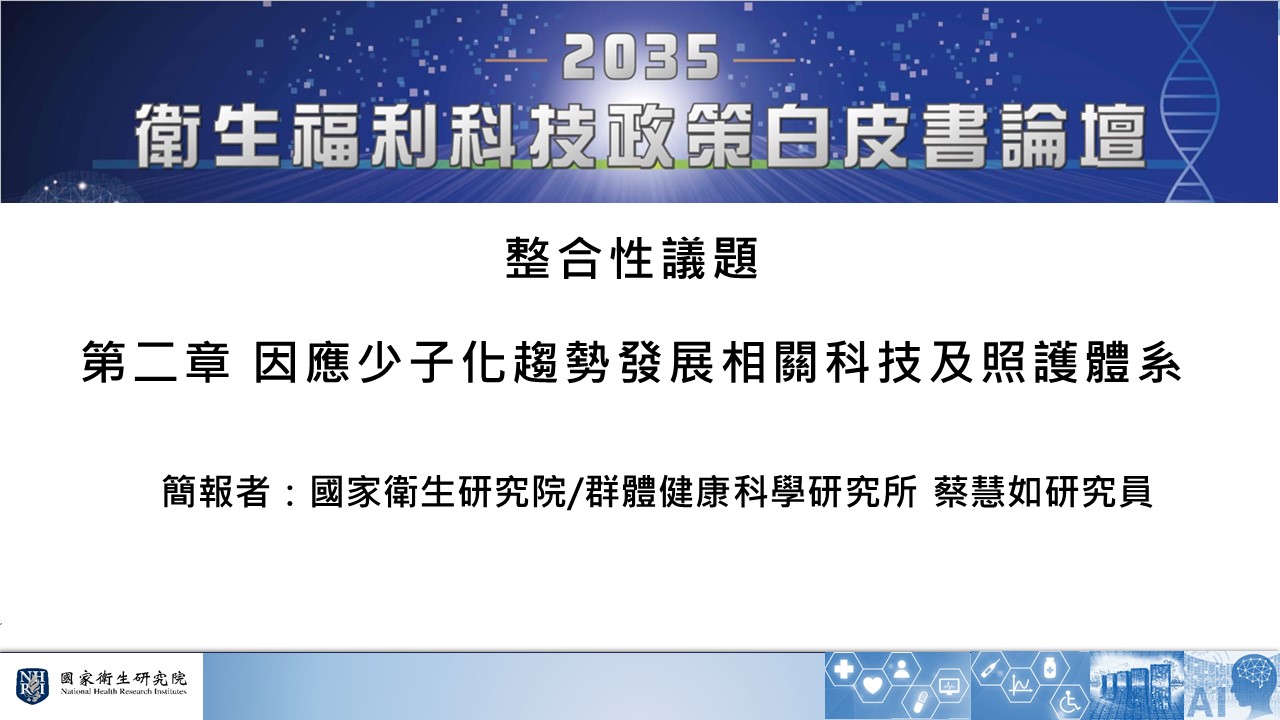 2035
衛生福利科技政策白皮書論壇
整合性議題
第二章 因應少子化趨勢發展相關科技及照護體系
簡報者：國家衛生研究院/群體健康科學研究所 蔡慧如研究員
NHRI
國家衛生研究院
National Health Research Institutes
AI